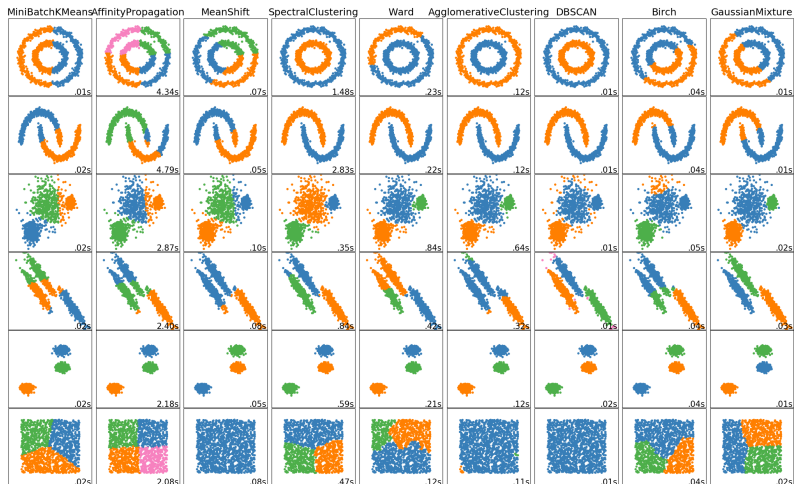 MiniBatchKMeans AffinityPropagation MeanShift SpectralClustering Ward AgglomerativeClustering DBSCAN Birch GaussianMixture
.01s 4.34s .07s 1.48s .23s .12s .01s .04s .01s
.02s 4.79s .05s 2.83s .22s .12s .01s .04s .01s
.02s 2.87s .10s .35s .84s .64s .01s .05s .02s
.02s 2.40s .08s .84s .42s .32s .01s .04s .03s
.02s 2.18s .05s .59s .21s .12s .02s .04s .01s
.02s 2.08s .08s .47s .12s .11s .01s .04s .02s